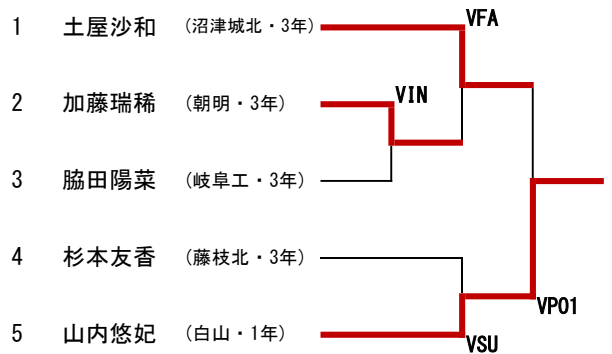 1 土屋沙和 (沼津城北・3年) VFA
2 加藤瑞稀 (朝明・3年) VIN
3 脇田陽菜 (岐阜工・3年)
4 杉本友香 (藤枝北・3年)
VPO1
5 山内悠妃 (白山・1年) VSU